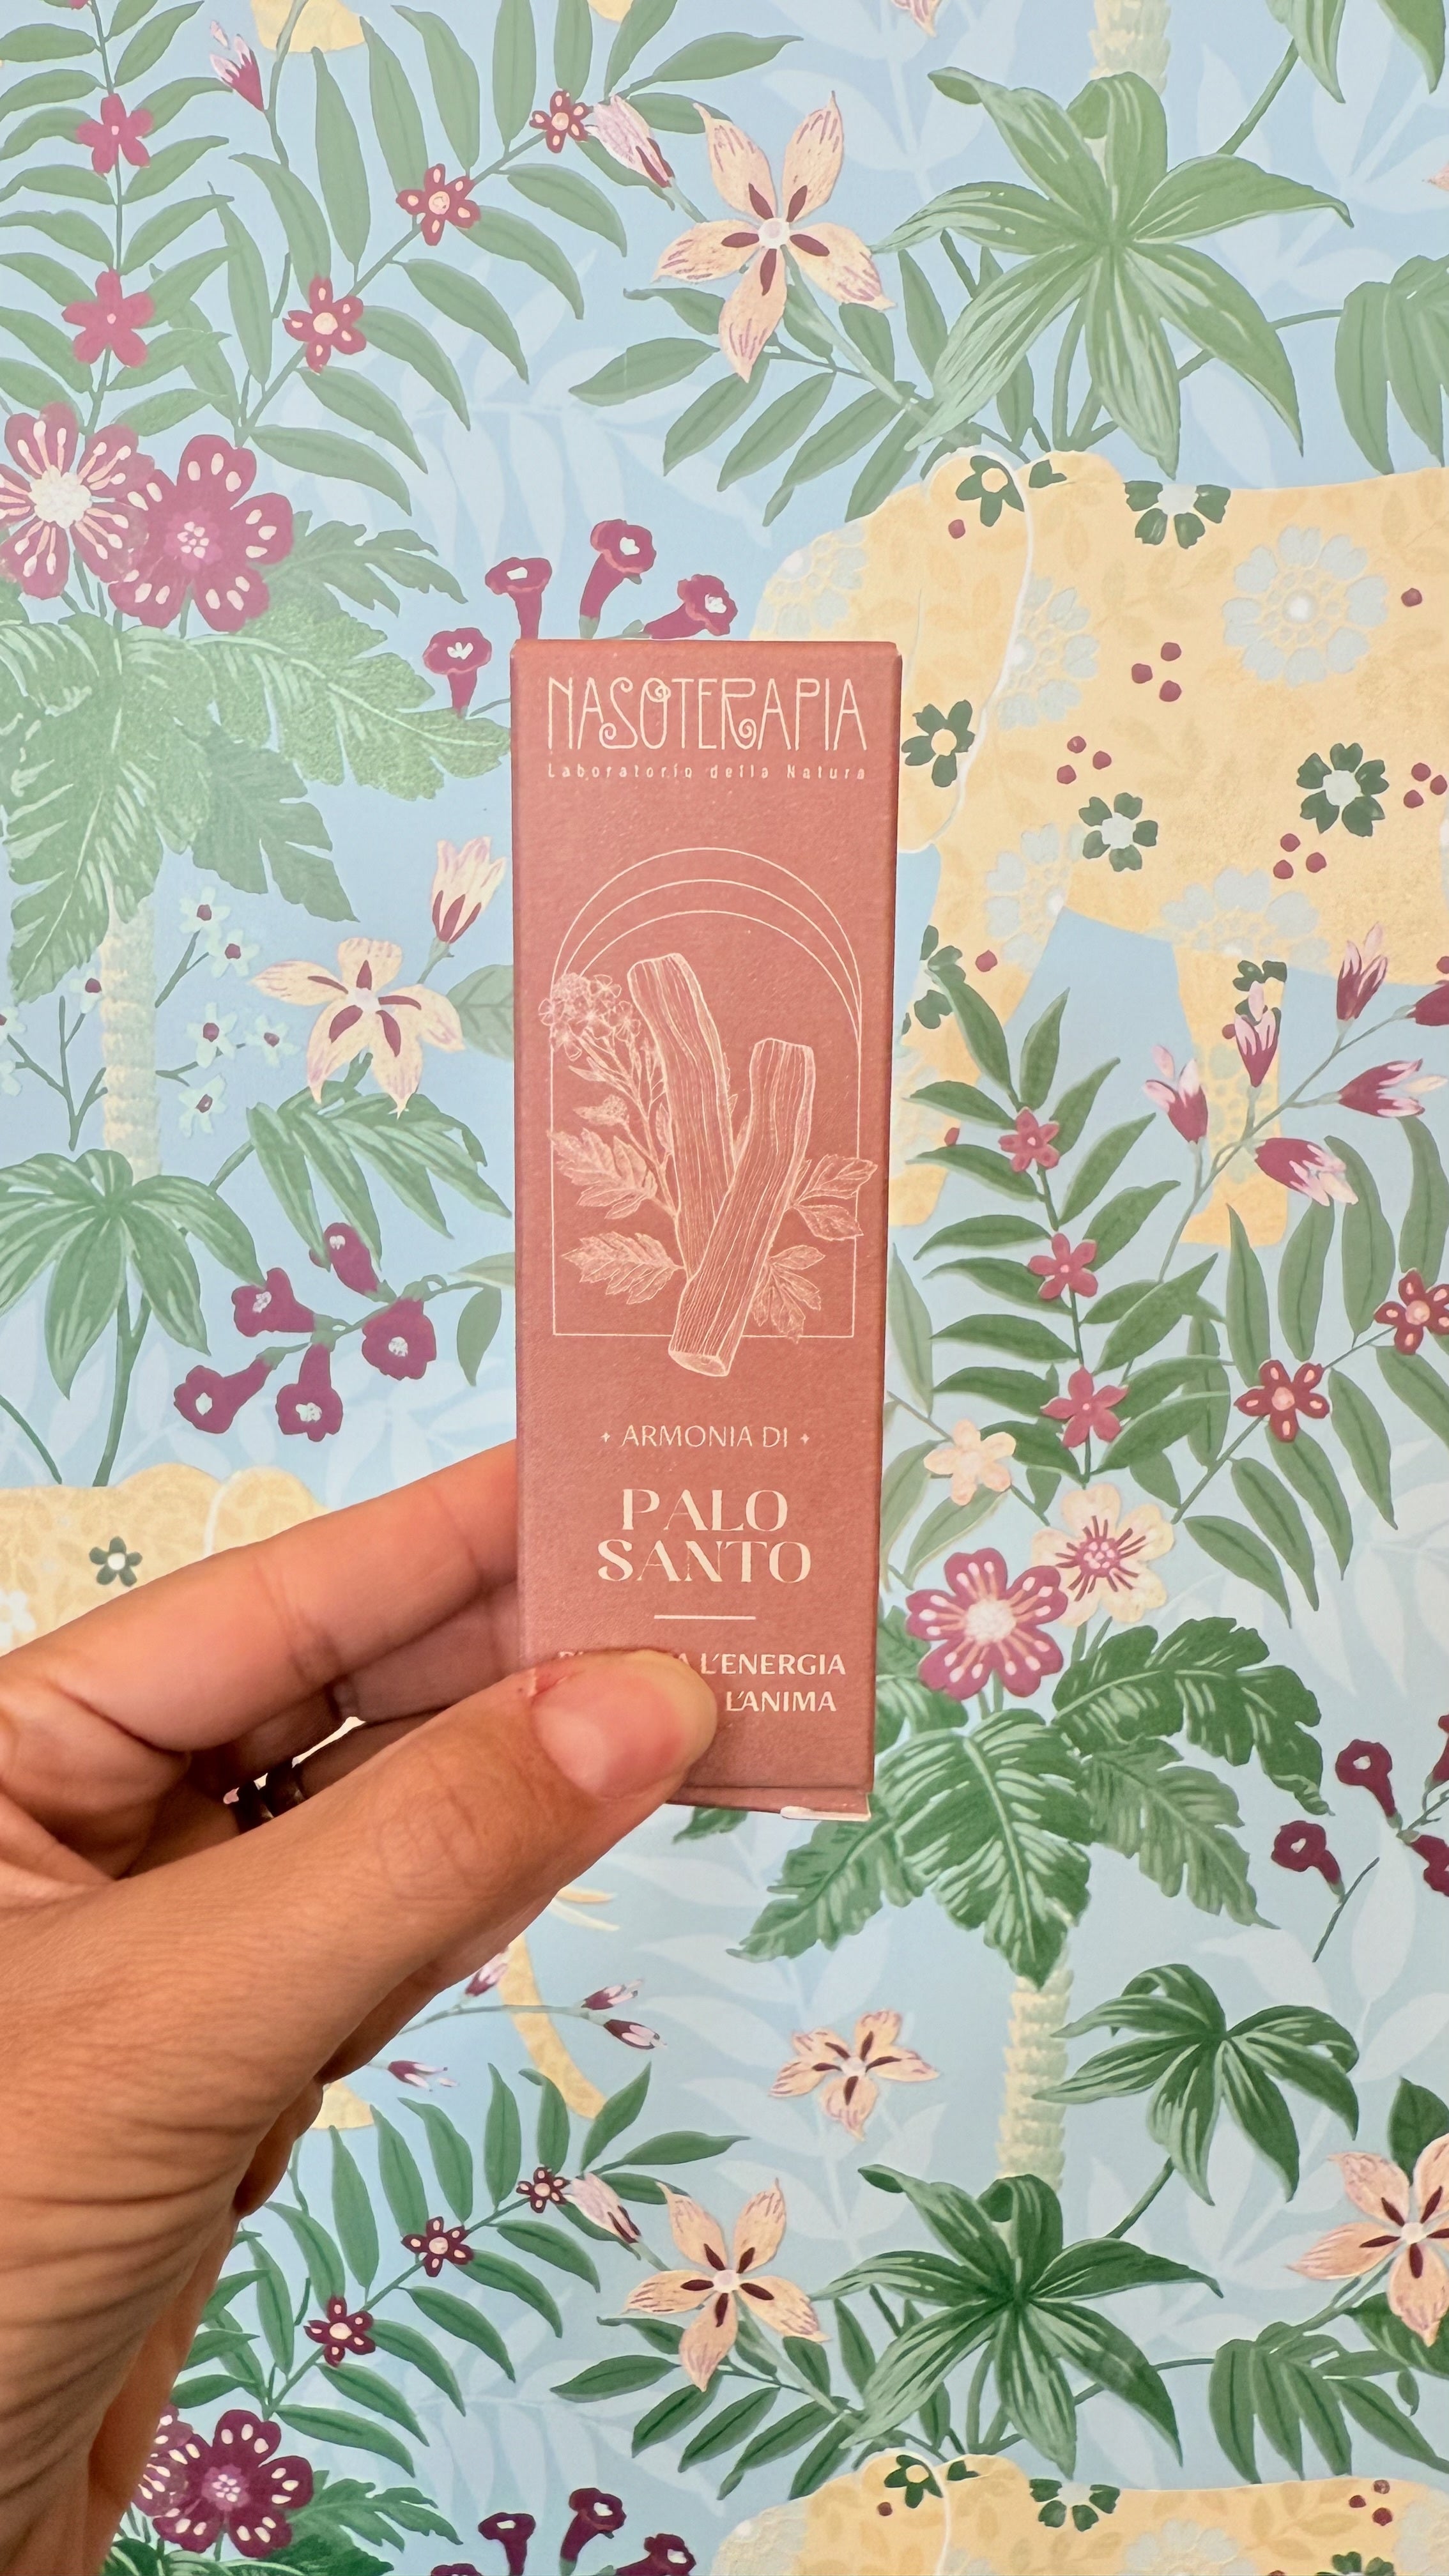 NASOTERAPIA
Laboratorio della Natura
ARMONIA DI
PALO
SANTO
L'ENERGIA
L'ANIMA